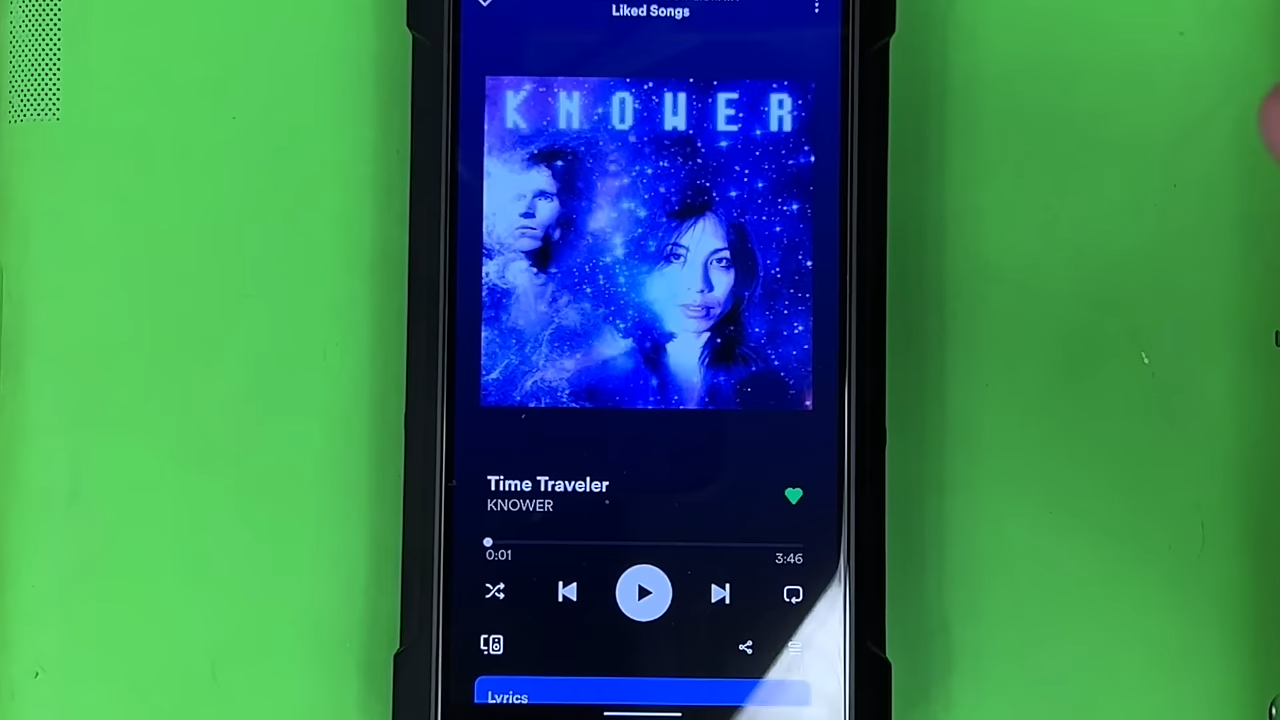 Liked Songs
KNOWER
Time Traveler
KNOWER
0:01
3:46
Lyrics